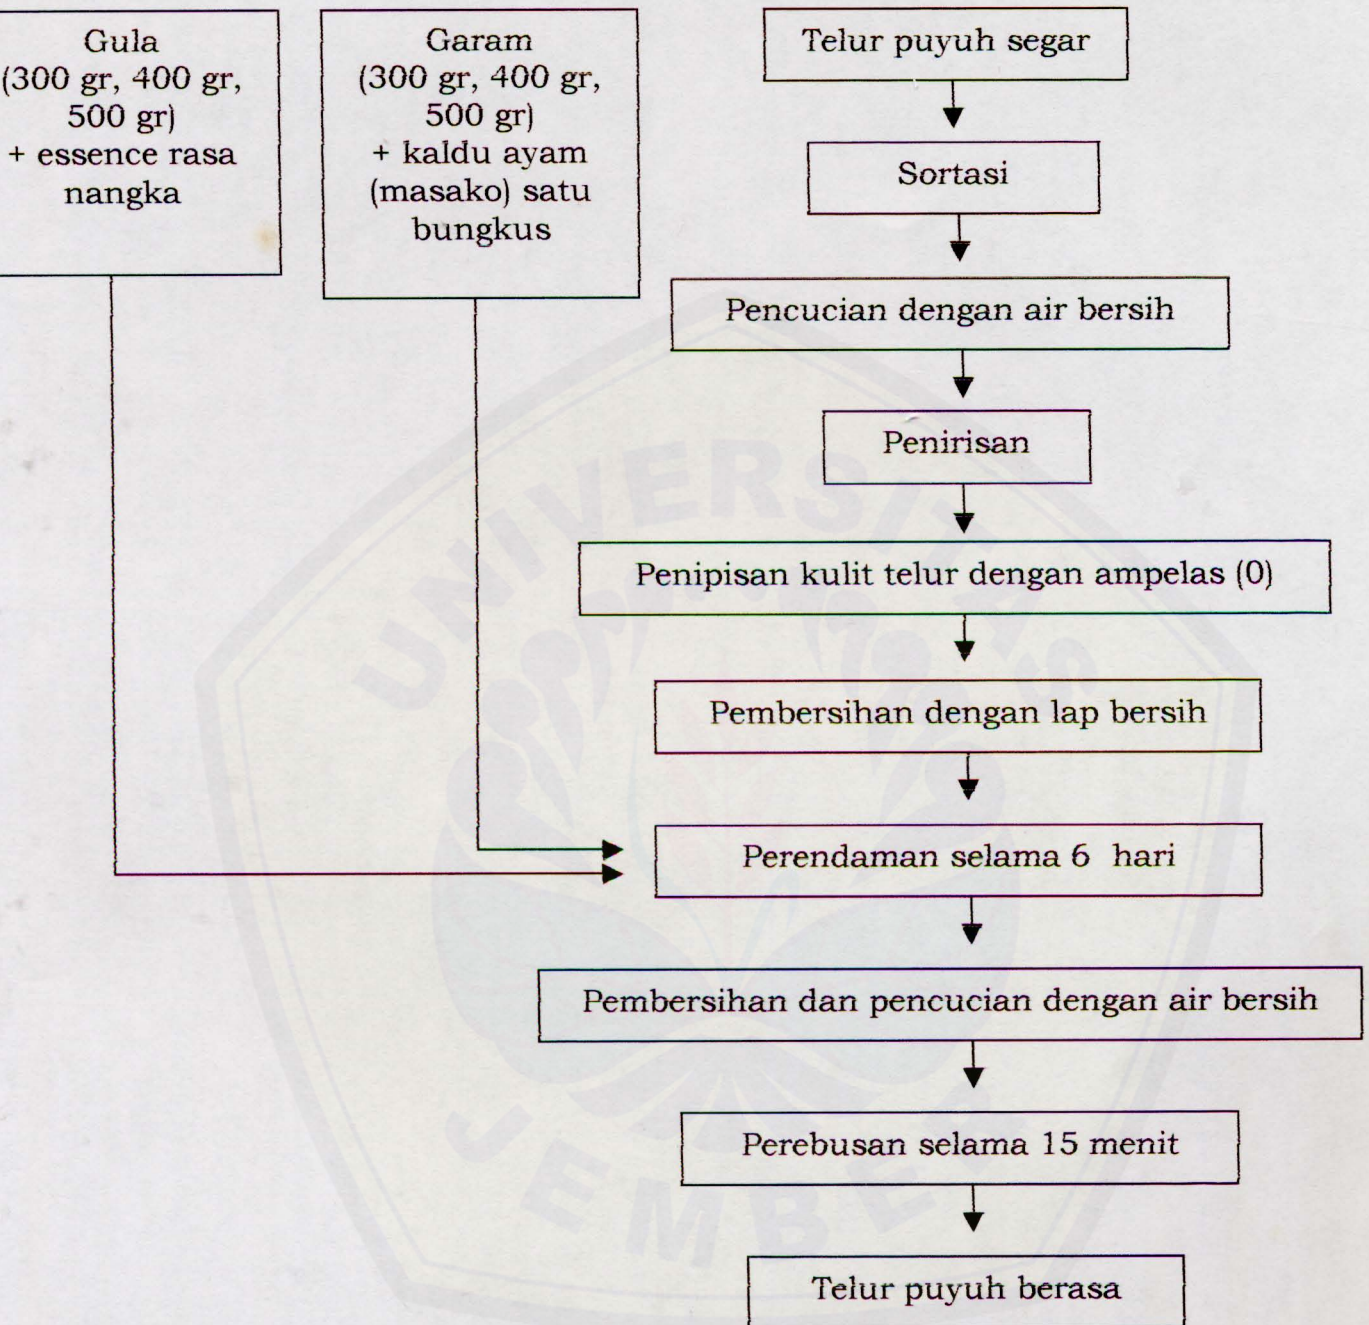 Gula
(300 gr, 400 gr,
500 gr)
+ essence rasa
nangka
Garam
(300 gr, 400 gr,
500 gr)
+ kaldu ayam
(masako) satu
bungkus
Telur puyuh segar
Sortasi
Pencucian dengan air bersih
Penirisan
Penipisan kulit telur dengan ampelas (0)
Pembersihan dengan lap bersih
Perendaman selama 6 hari
Pembersihan dan pencucian dengan air bersih
Perebusan selama 15 menit
Telur puyuh berasa
UNIVERSITAS
JEMBER